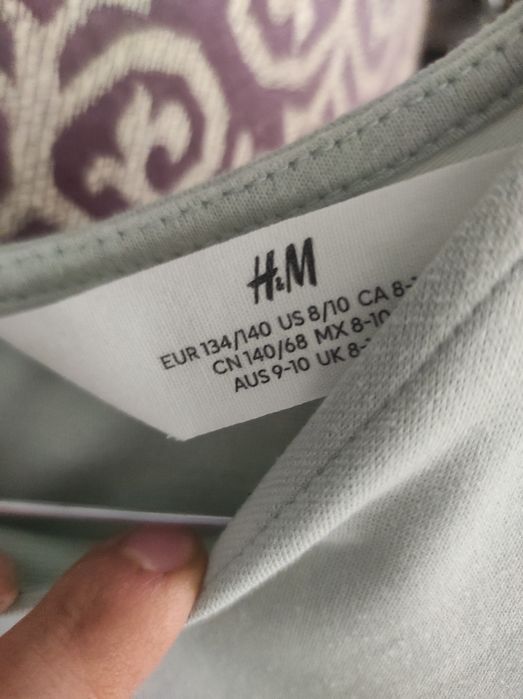 H&M
EUR 134/140 US 8/10 CA 8-
CN 140/68 MX 8-10
AUS 9-10 UK 8-